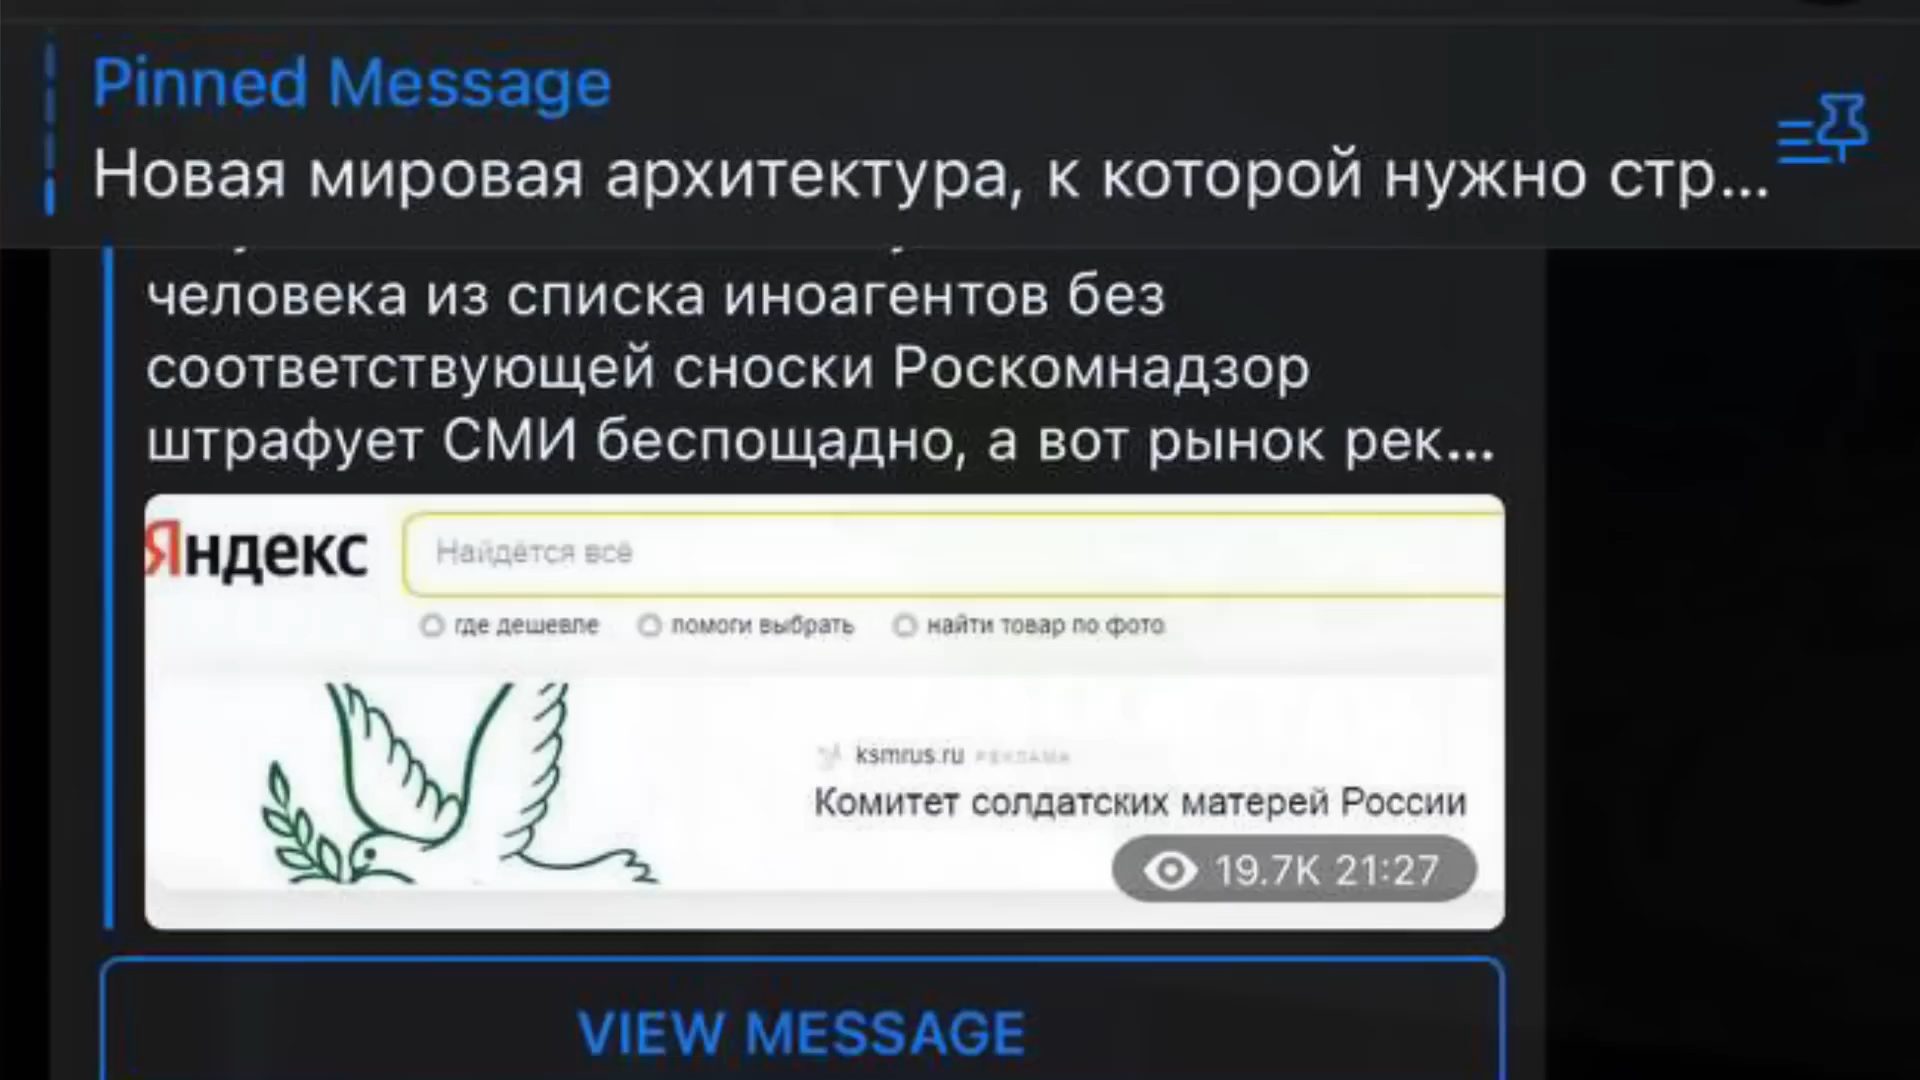 Pinned Message
Новая мировая архитектура, к которой нужно стр...
человека из списка иноагентов без
соответствующей сноски Роскомнадзор
штрафует СМИ беспощадно, а вот рынок рек...
Яндекс
Найдётся всё
где дешевле помоги выбрать найти товар по фото
ksmrus.ru РЕКЛАМА
Комитет солдатских матерей России
19.7K 21:27
VIEW MESSAGE